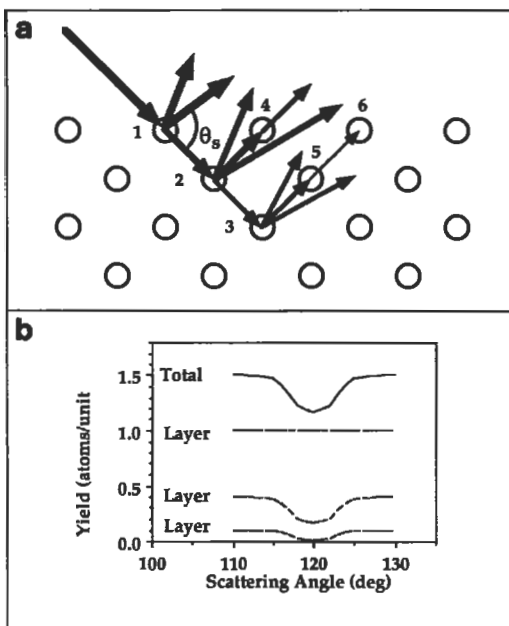 a
4
6
1
θs
5
2
3
b
Total
Layer
Layer
Layer
1.5
1.0
0.5
0.0
100
110
120
130
Yield (atoms/unit
Scattering Angle (deg)